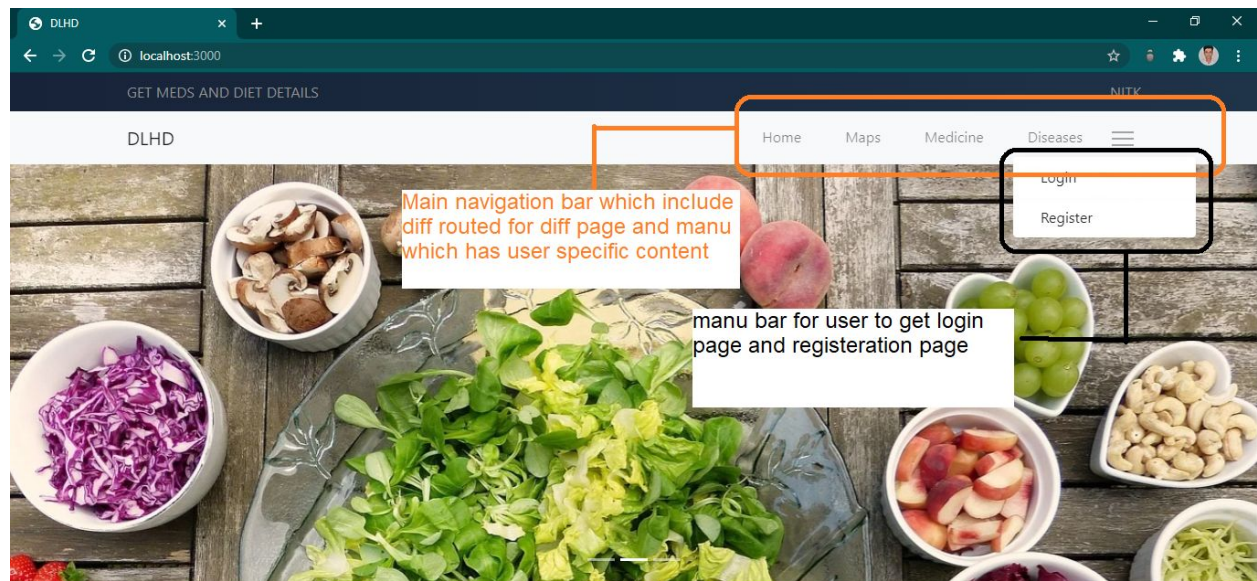 DLHD
localhost:3000
GET MEDS AND DIET DETAILS NITK
DLHD Home Maps Medicine Diseases
Login
Register
Main navigation bar which include
diff routed for diff page and manu
which has user specific content
manu bar for user to get login
page and registeration page